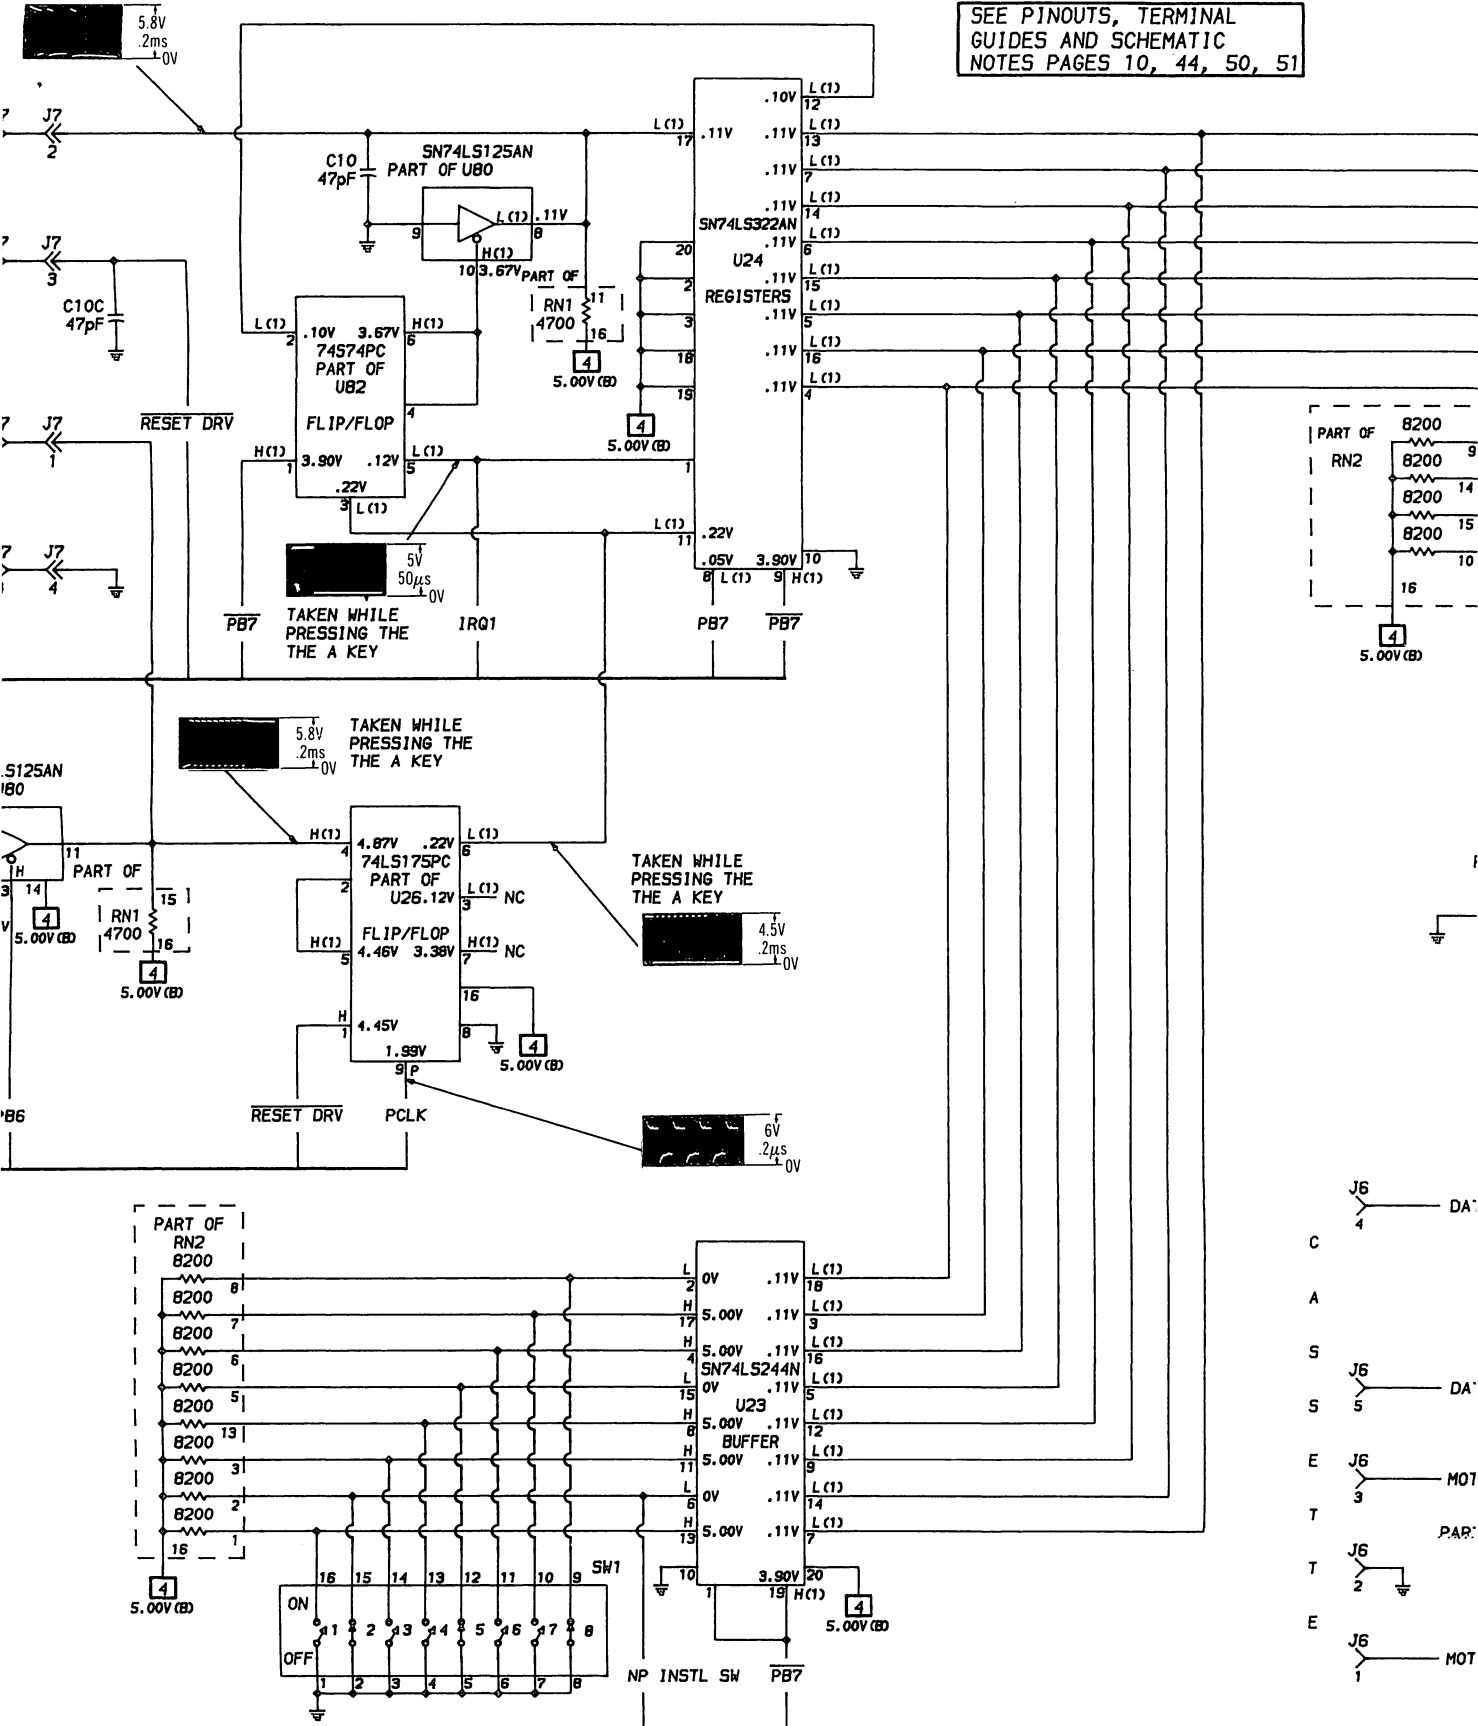 5.8V
.2ms
0V
SEE PINOUTS, TERMINAL
GUIDES AND SCHEMATIC
NOTES PAGES 10, 44, 50, 51
J7
2
C10
47pF
SN74LS125AN
PART OF U80
9
L(1)
.11V
8
H(1)
10
3.67V
L(1)
17
.11V
.10V
L(1)
12
.11V
L(1)
13
.11V
L(1)
7
.11V
L(1)
14
SN74LS322AN
.11V
L(1)
6
U24
.11V
L(1)
15
REGISTERS
.11V
L(1)
5
.11V
L(1)
16
.11V
L(1)
4
20
2
3
18
19
4
5.00V(B)
1
L(1)
11
.22V
.05V
3.90V
10
8
L(1)
9
H(1)
PB7
PB7
J7
3
C10C
47pF
RESET DRV
PART OF
RN1
4700
11
16
4
5.00V(B)
L(1)
2
.10V
3.67V
H(1)
6
74S74PC
PART OF
U82
4
FLIP/FLOP
H(1)
1
3.90V
.12V
L(1)
5
.22V
3
L(1)
J7
1
J7
4
5V
50μs
0V
TAKEN WHILE
PRESSING THE
THE A KEY
PB7
IRQ1
PART OF
RN2
8200
9
8200
14
8200
15
8200
10
16
4
5.00V(B)
5.8V
.2ms
0V
TAKEN WHILE
PRESSING THE
THE A KEY
11
H
14
4
5.00V(B)
PART OF
RN1
4700
15
16
4
5.00V(B)
H(1)
4
4.87V
.22V
L(1)
6
74LS175PC
PART OF
U26
2
.12V
L(1)
3
NC
FLIP/FLOP
H(1)
5
4.46V
3.38V
H(1)
7
NC
16
H
1
4.45V
8
4
5.00V(B)
1.99V
9
P
TAKEN WHILE
PRESSING THE
THE A KEY
4.5V
.2ms
0V
RESET DRV
PCLK
6V
.2μs
0V
PART OF
RN2
8200
8
8200
7
8200
6
8200
5
8200
13
8200
3
8200
2
8200
1
16
4
5.00V(B)
L
2
0V
.11V
L(1)
18
H
17
5.00V
.11V
L(1)
3
H
4
5.00V
.11V
L(1)
16
SN74LS244N
L
15
0V
.11V
L(1)
5
U23
H
8
5.00V
.11V
L(1)
12
BUFFER
H
11
5.00V
.11V
L(1)
9
L
6
0V
.11V
L(1)
14
H
13
5.00V
.11V
L(1)
7
10
3.90V
20
1
19
H(1)
4
5.00V(B)
SW1
16 15 14 13 12 11 10 9
ON
1 2 3 4 5 6 7 8
OFF
1 2 3 4 5 6 7 8
NP INSTL SW
PB7
C
A
S
S
E
T
T
E
J6
4
J6
5
J6
3
J6
2
J6
1